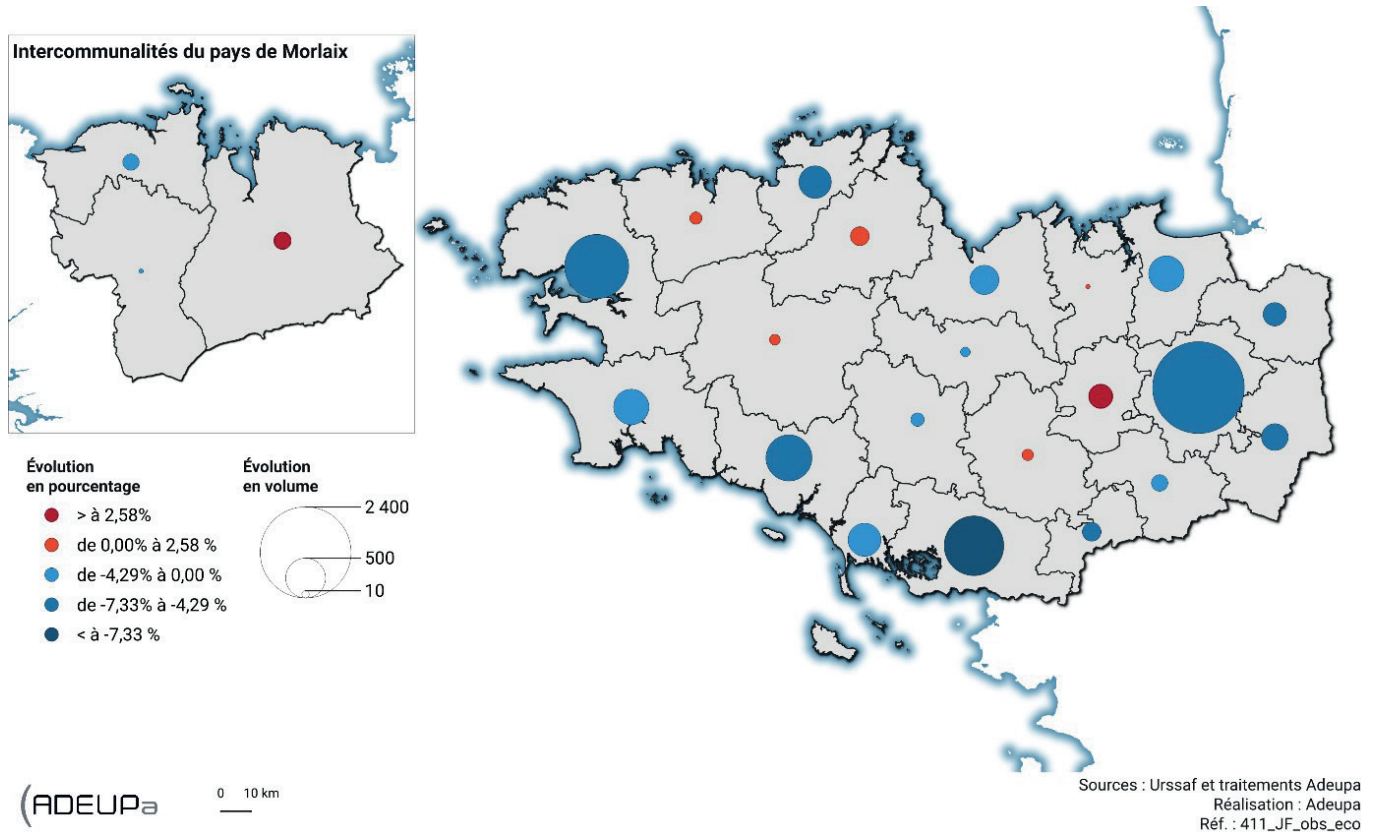 Intercommunalités du pays de Morlaix
Évolution
en pourcentage
> à 2,58%
de 0,00% à 2,58 %
de -4,29% à 0,00 %
de -7,33% à -4,29 %
< à -7,33 %
Évolution
en volume
2 400
500
10
ADEUPa
0 10 km
Sources : Urssaf et traitements Adeupa
Réalisation : Adeupa
Réf. : 411_JF_obs_eco